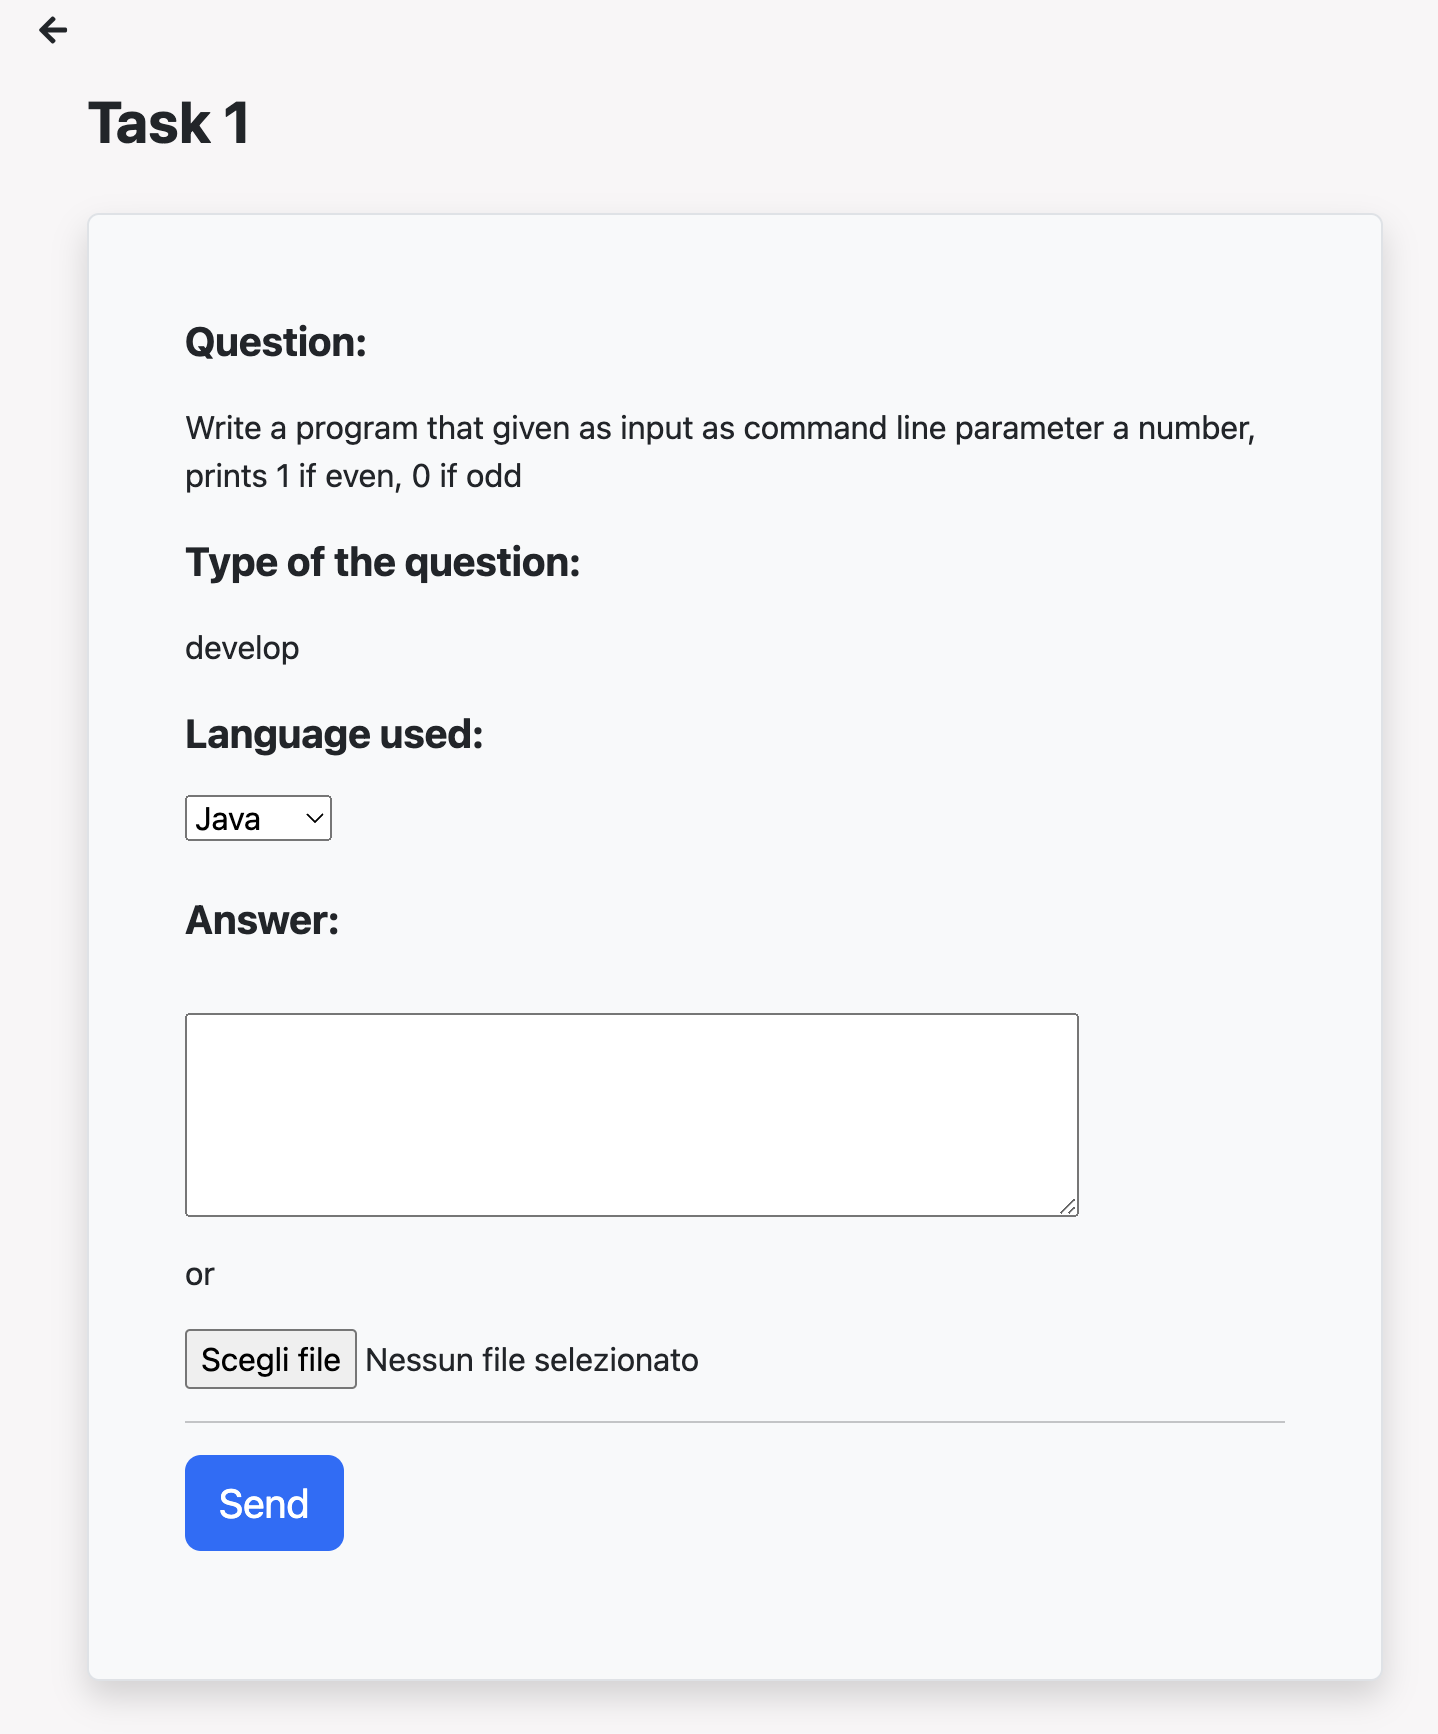 Task 1
Question:
Write a program that given as input as command line parameter a number,
prints 1 if even, 0 if odd
Type of the question:
develop
Language used:
Java
Answer:
or
Scegli file Nessun file selezionato
Send